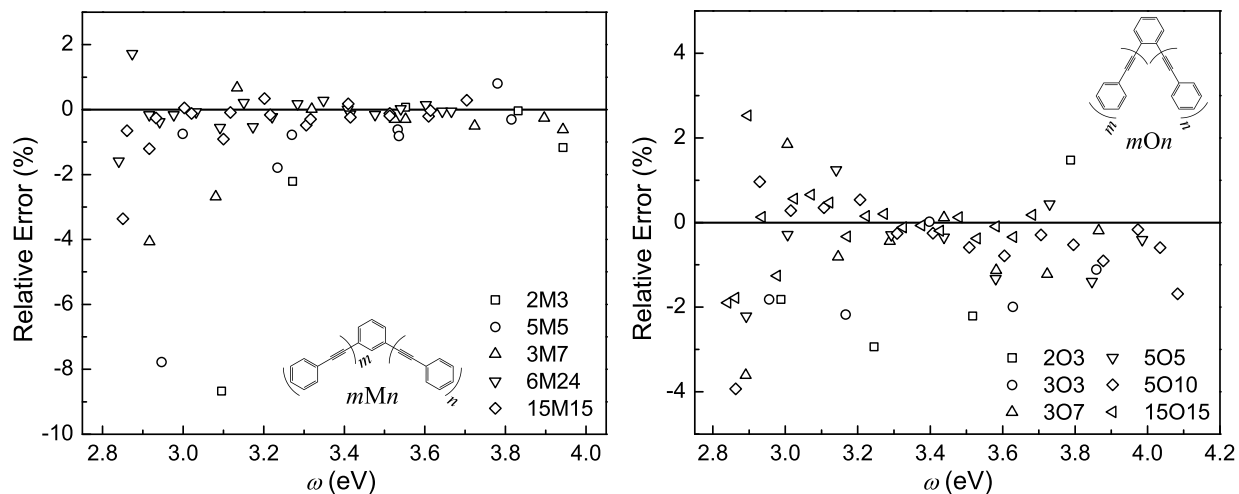 Relative Error (%)
2
0
-2
-4
-6
-8
-10
2.8 3.0 3.2 3.4 3.6 3.8 4.0
ω (eV)
m
n
mMn
2M3
5M5
3M7
6M24
15M15
Relative Error (%)
4
2
0
-2
-4
2.8 3.0 3.2 3.4 3.6 3.8 4.0 4.2
ω (eV)
m
n
mOn
2O3 5O5
3O3 5O10
3O7 15O15